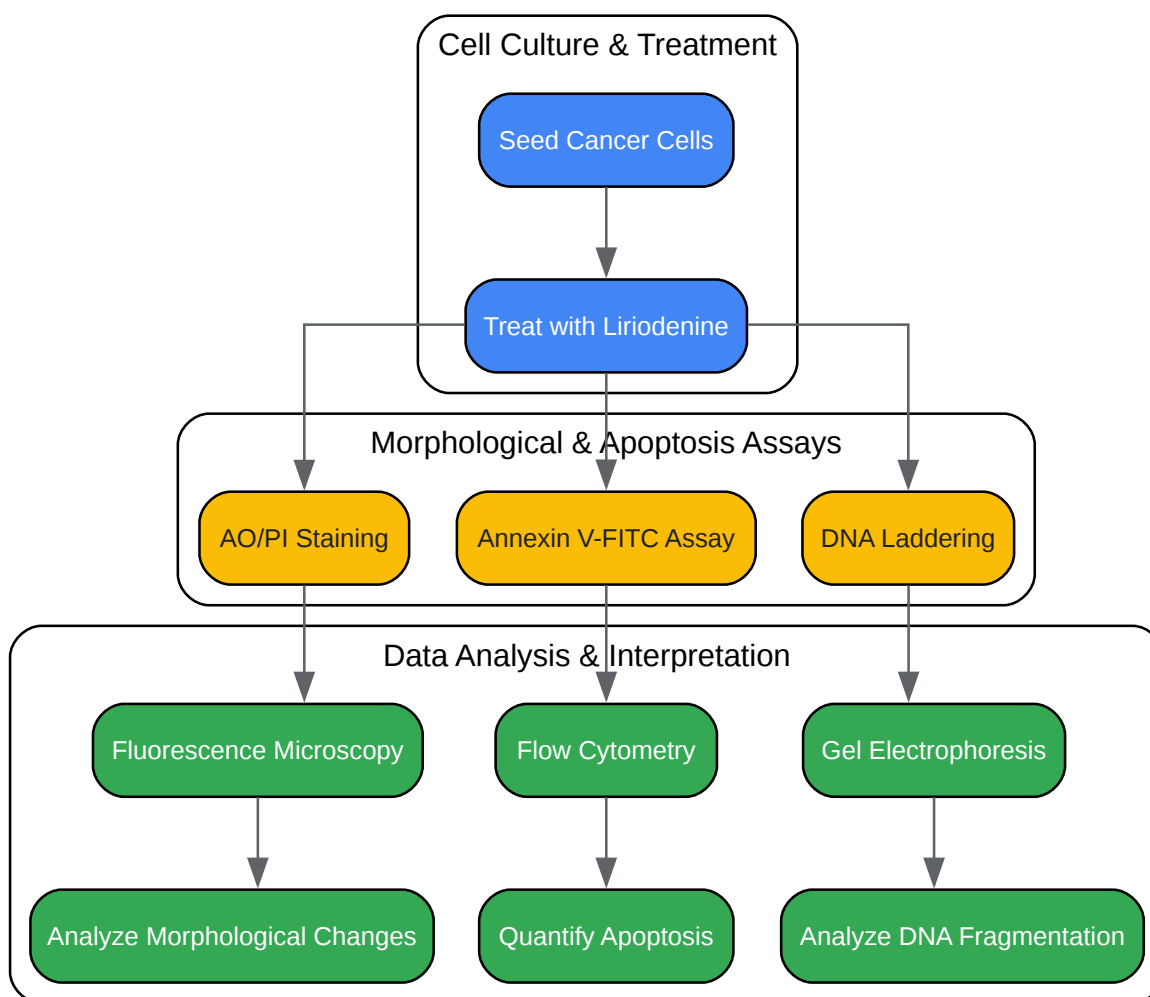 Cell Culture & Treatment
Seed Cancer Cells
Treat with Liriodenine
Morphological & Apoptosis Assays
AO/PI Staining
Annexin V-FITC Assay
DNA Laddering
Data Analysis & Interpretation
Fluorescence Microscopy
Flow Cytometry
Gel Electrophoresis
Analyze Morphological Changes
Quantify Apoptosis
Analyze DNA Fragmentation